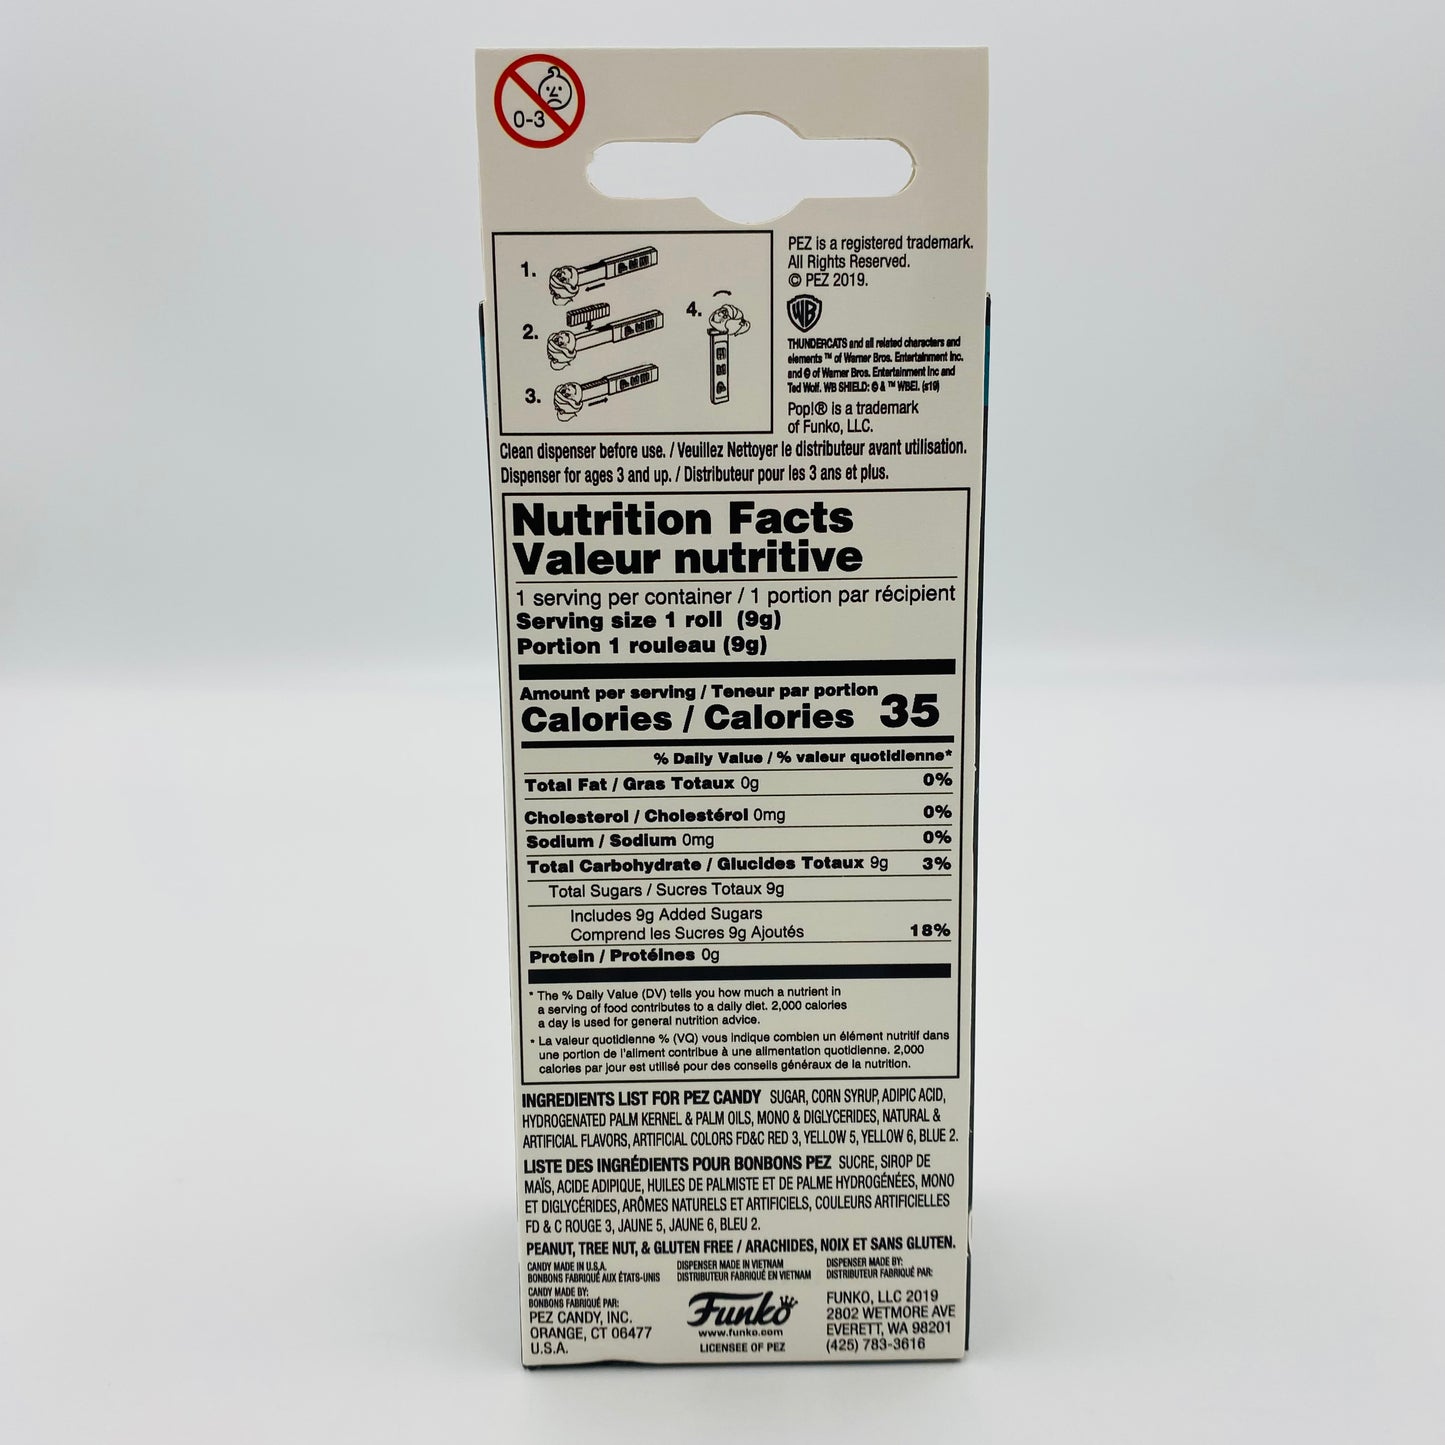 0-3
1.
2.
3.
4.
PEZ is a registered trademark.
All Rights Reserved.
© PEZ 2019.
WB
THUNDERCATS and all related characters and
elements ™ of Warner Bros. Entertainment Inc.
and © of Warner Bros. Entertainment Inc and
Ted Wolf. WB SHIELD: © & ™ WBEI. (s19)
Pop!® is a trademark
of Funko, LLC.
Clean dispenser before use. / Veuillez Nettoyer le distributeur avant utilisation.
Dispenser for ages 3 and up. / Distributeur pour les 3 ans et plus.
Nutrition Facts
Valeur nutritive
1 serving per container / 1 portion par récipient
Serving size 1 roll (9g)
Portion 1 rouleau (9g)
Amount per serving / Teneur par portion
Calories / Calories 35
% Daily Value / % valeur quotidienne*
Total Fat / Gras Totaux 0g 0%
Cholesterol / Cholestérol 0mg 0%
Sodium / Sodium 0mg 0%
Total Carbohydrate / Glucides Totaux 9g 3%
Total Sugars / Sucres Totaux 9g
Includes 9g Added Sugars
Comprend les Sucres 9g Ajoutés 18%
Protein / Protéines 0g
* The % Daily Value (DV) tells you how much a nutrient in
a serving of food contributes to a daily diet. 2,000 calories
a day is used for general nutrition advice.
* La valeur quotidienne % (VQ) vous indique combien un élément nutritif dans
une portion de l'aliment contribue à une alimentation quotidienne. 2,000
calories par jour est utilisé pour des conseils généraux de la nutrition.
INGREDIENTS LIST FOR PEZ CANDY SUGAR, CORN SYRUP, ADIPIC ACID,
HYDROGENATED PALM KERNEL & PALM OILS, MONO & DIGLYCERIDES, NATURAL &
ARTIFICIAL FLAVORS, ARTIFICIAL COLORS FD&C RED 3, YELLOW 5, YELLOW 6, BLUE 2.
LISTE DES INGRÉDIENTS POUR BONBONS PEZ SUCRE, SIROP DE
MAÏS, ACIDE ADIPIQUE, HUILES DE PALMISTE ET DE PALME HYDROGÉNÉES, MONO
ET DIGLYCÉRIDES, ARÔMES NATURELS ET ARTIFICIELS, COULEURS ARTIFICIELLES
FD & C ROUGE 3, JAUNE 5, JAUNE 6, BLEU 2.
PEANUT, TREE NUT, & GLUTEN FREE / ARACHIDES, NOIX ET SANS GLUTEN.
CANDY MADE IN U.S.A.
BONBONS FABRIQUÉ AUX ÉTATS-UNIS
CANDY MADE BY:
BONBONS FABRIQUÉ PAR:
PEZ CANDY, INC.
ORANGE, CT 06477
U.S.A.
DISPENSER MADE IN VIETNAM
DISTRIBUTEUR FABRIQUÉ EN VIETNAM
Funko
www.funko.com
LICENSEE OF PEZ
DISPENSER MADE BY:
DISTRIBUTEUR FABRIQUÉ PAR:
FUNKO, LLC 2019
2802 WETMORE AVE
EVERETT, WA 98201
(425) 783-3616